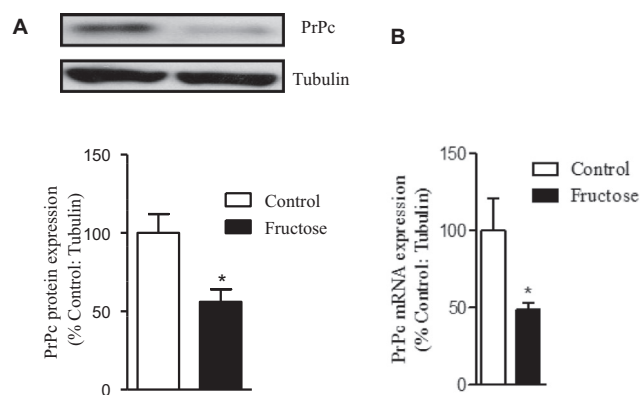 A
PrPc
Tubulin
PrPc protein expression
(% Control: Tubulin)
150
100
50
0
Control
Fructose
*
B
PrPc mRNA expression
(% Control: Tubulin)
150
100
50
0
Control
Fructose
*